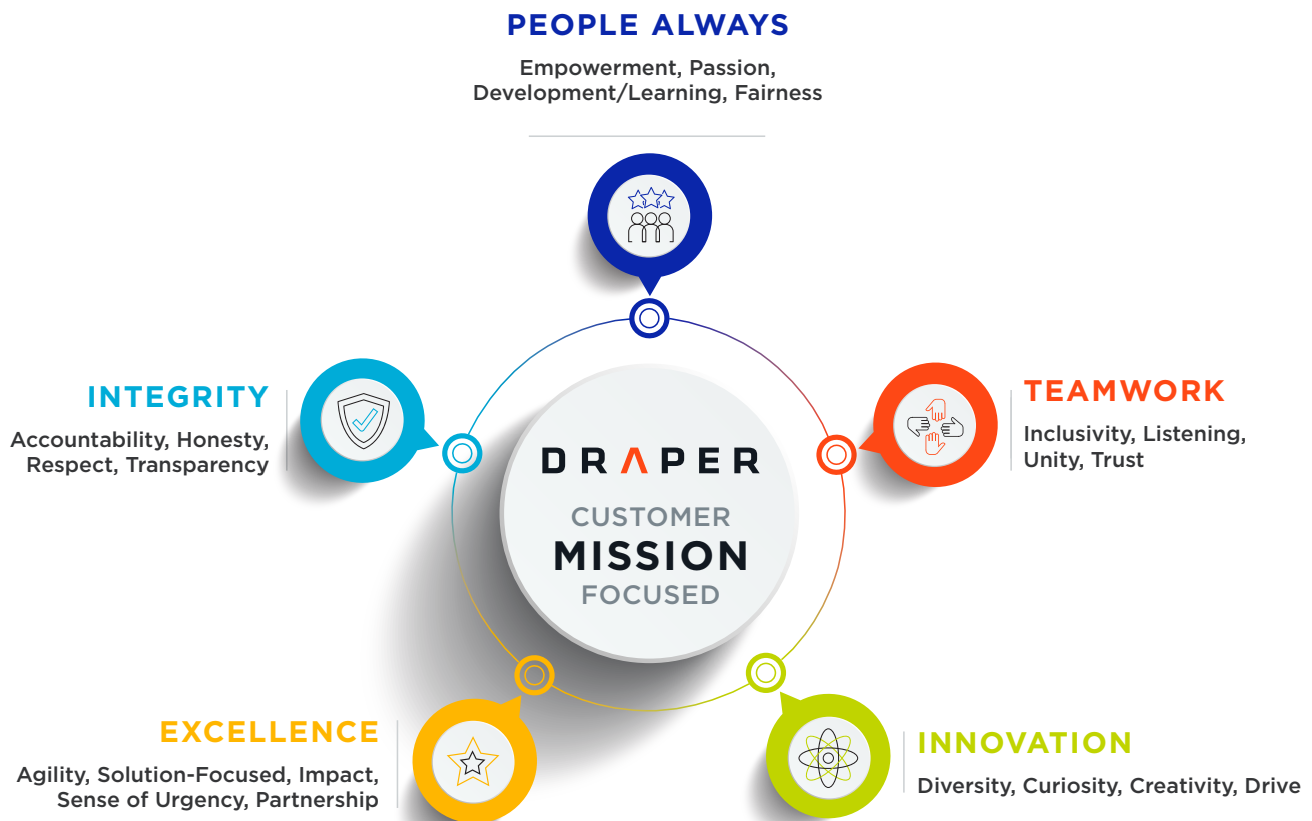 PEOPLE ALWAYS
Empowerment, Passion,
Development/Learning, Fairness
INTEGRITY
Accountability, Honesty,
Respect, Transparency
TEAMWORK
Inclusivity, Listening,
Unity, Trust
DRAPER
CUSTOMER
MISSION
FOCUSED
EXCELLENCE
Agility, Solution-Focused, Impact,
Sense of Urgency, Partnership
INNOVATION
Diversity, Curiosity, Creativity, Drive